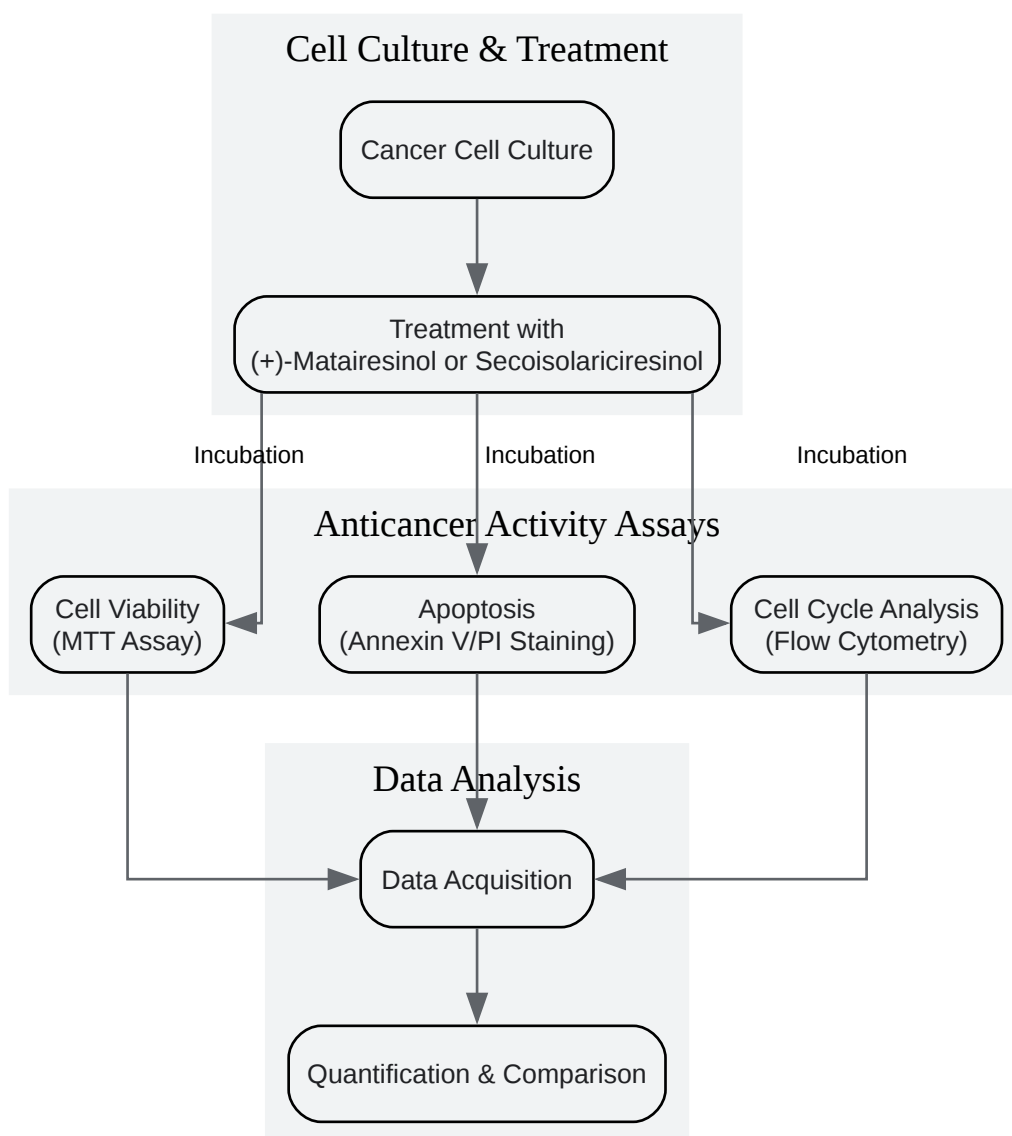 Cell Culture & Treatment
Cancer Cell Culture
Treatment with
(+)-Matairesinol or Secoisolariciresinol
Incubation
Incubation
Incubation
Anticancer Activity Assays
Cell Viability
(MTT Assay)
Apoptosis
(Annexin V/PI Staining)
Cell Cycle Analysis
(Flow Cytometry)
Data Analysis
Data Acquisition
Quantification & Comparison